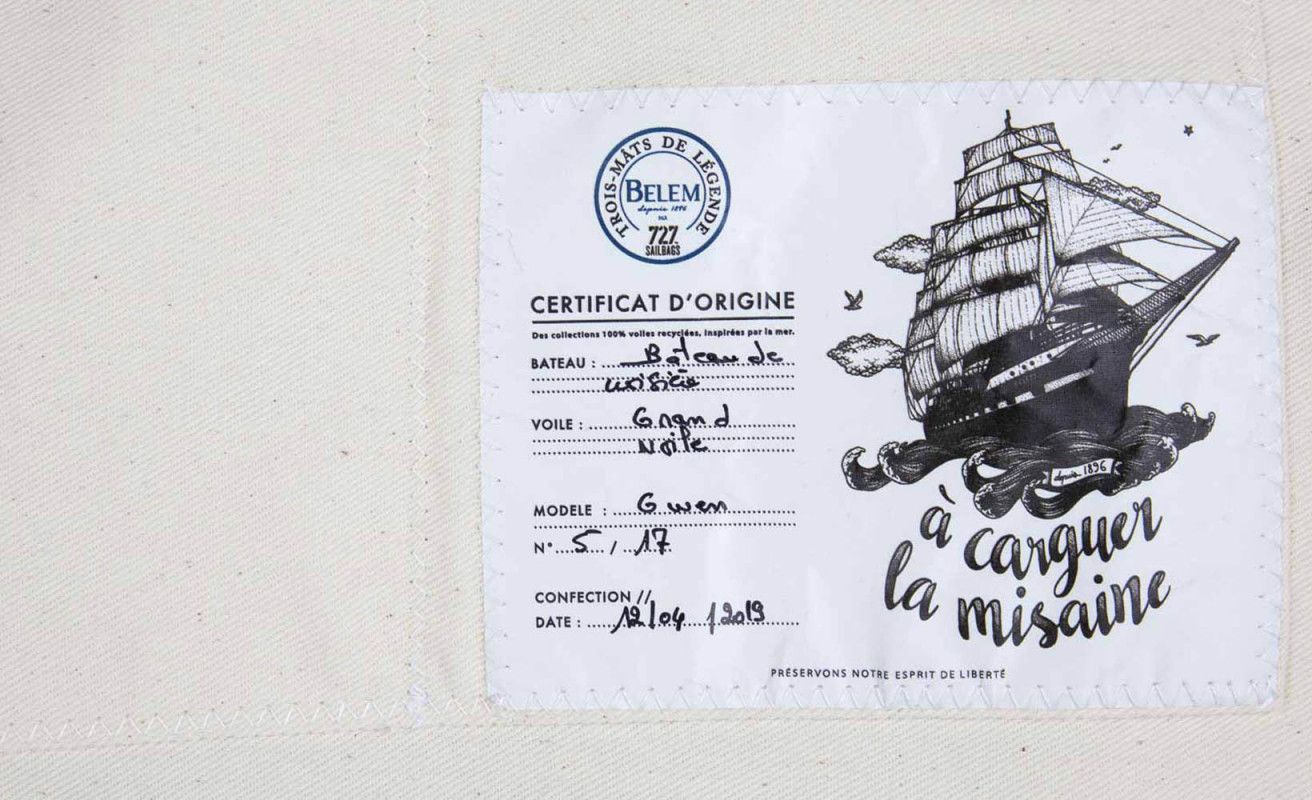 TROIS-MÂTS DE LÉGENDE
BELEM
depuis 1896
PAR
727
SAILBAGS
CERTIFICAT D'ORIGINE
Des collections 100% voiles recyclées, inspirées par la mer.
BATEAU : Bateau de
VOILE : Grand
Voile
MODELE : Gwen
N° 5 / 17
CONFECTION //
DATE : 12/04/2019
depuis 1896
à carguer
la misaine
PRÉSERVONS NOTRE ESPRIT DE LIBERTÉ